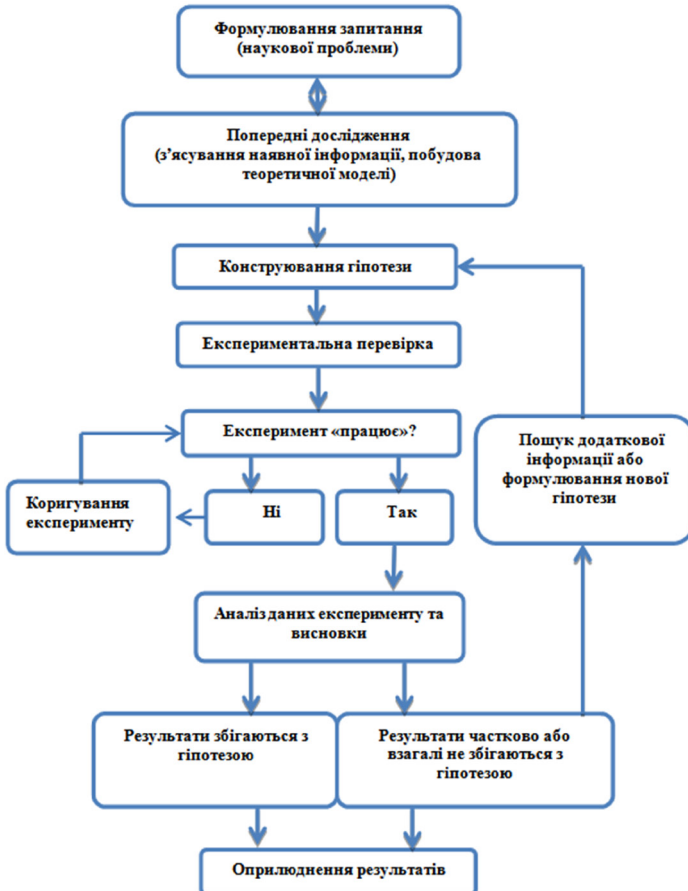 Формулювання запитання
(наукової проблеми)
Попередні дослідження
(з’ясування наявної інформації, побудова
теоретичної моделі)
Конструювання гіпотези
Експериментальна перевірка
Експеримент «працює»?
Пошук додаткової
інформації або
формулювання нової
гіпотези
Коригування
експерименту
Ні
Так
Аналіз даних експерименту та
висновки
Результати збігаються з
гіпотезою
Результати частково або
взагалі не збігаються з
гіпотезою
Оприлюднення результатів